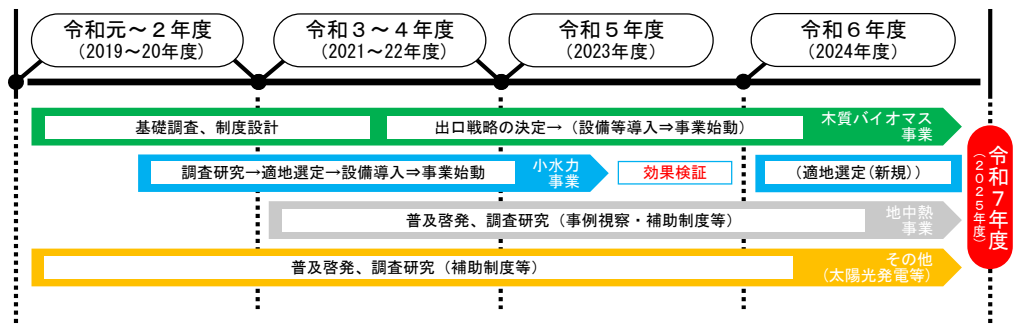 令和元～２年度
(2019～20年度)
令和３～４年度
(2021～22年度)
令和５年度
(2023年度)
令和６年度
(2024年度)
基礎調査、制度設計
出口戦略の決定→（設備等導入⇒事業始動）
木質バイオマス
事業
調査研究→適地選定→設備導入⇒事業始動
小水力
事業
効果検証
(適地選定(新規))
普及啓発、調査研究（事例視察・補助制度等）
地中熱
事業
普及啓発、調査研究（補助制度等）
その他
(太陽光発電等)
令和７年度
(2025年度)